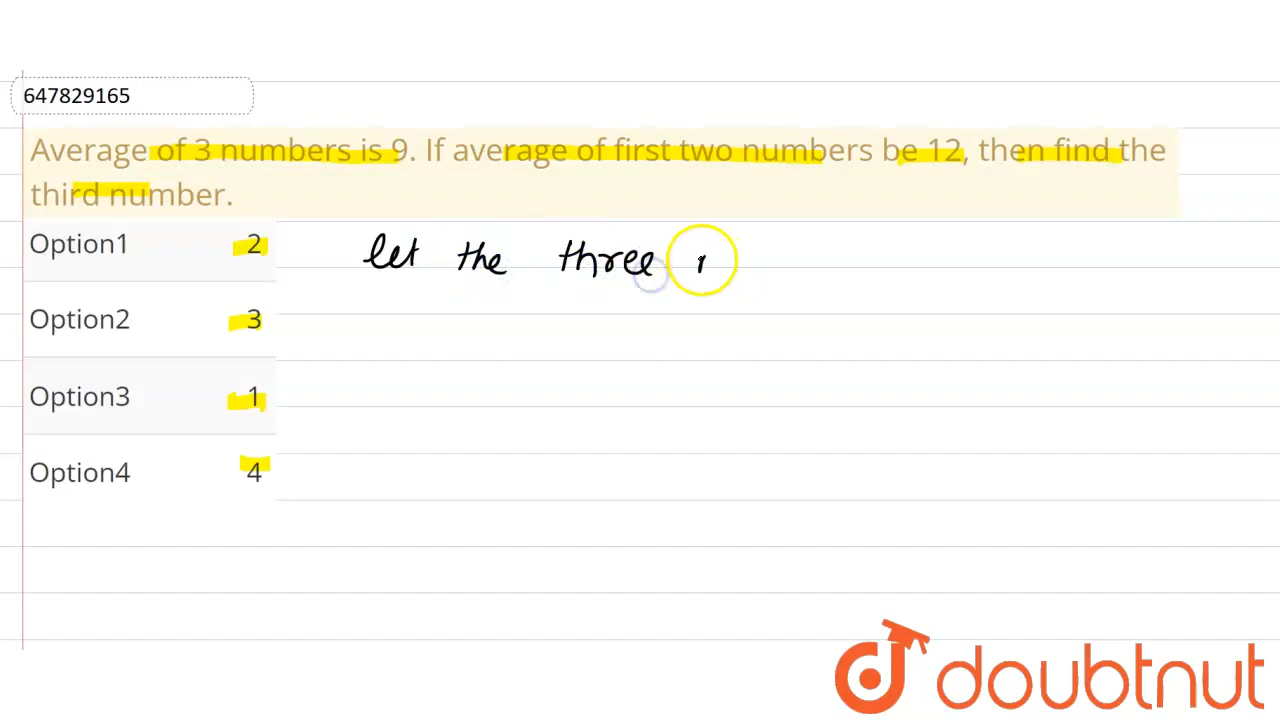 647829165
Average of 3 numbers is 9. If average of first two numbers be 12, then find the
third number.
Option1 2
let the three
Option2 3
Option3 1
Option4 4
doubtnut